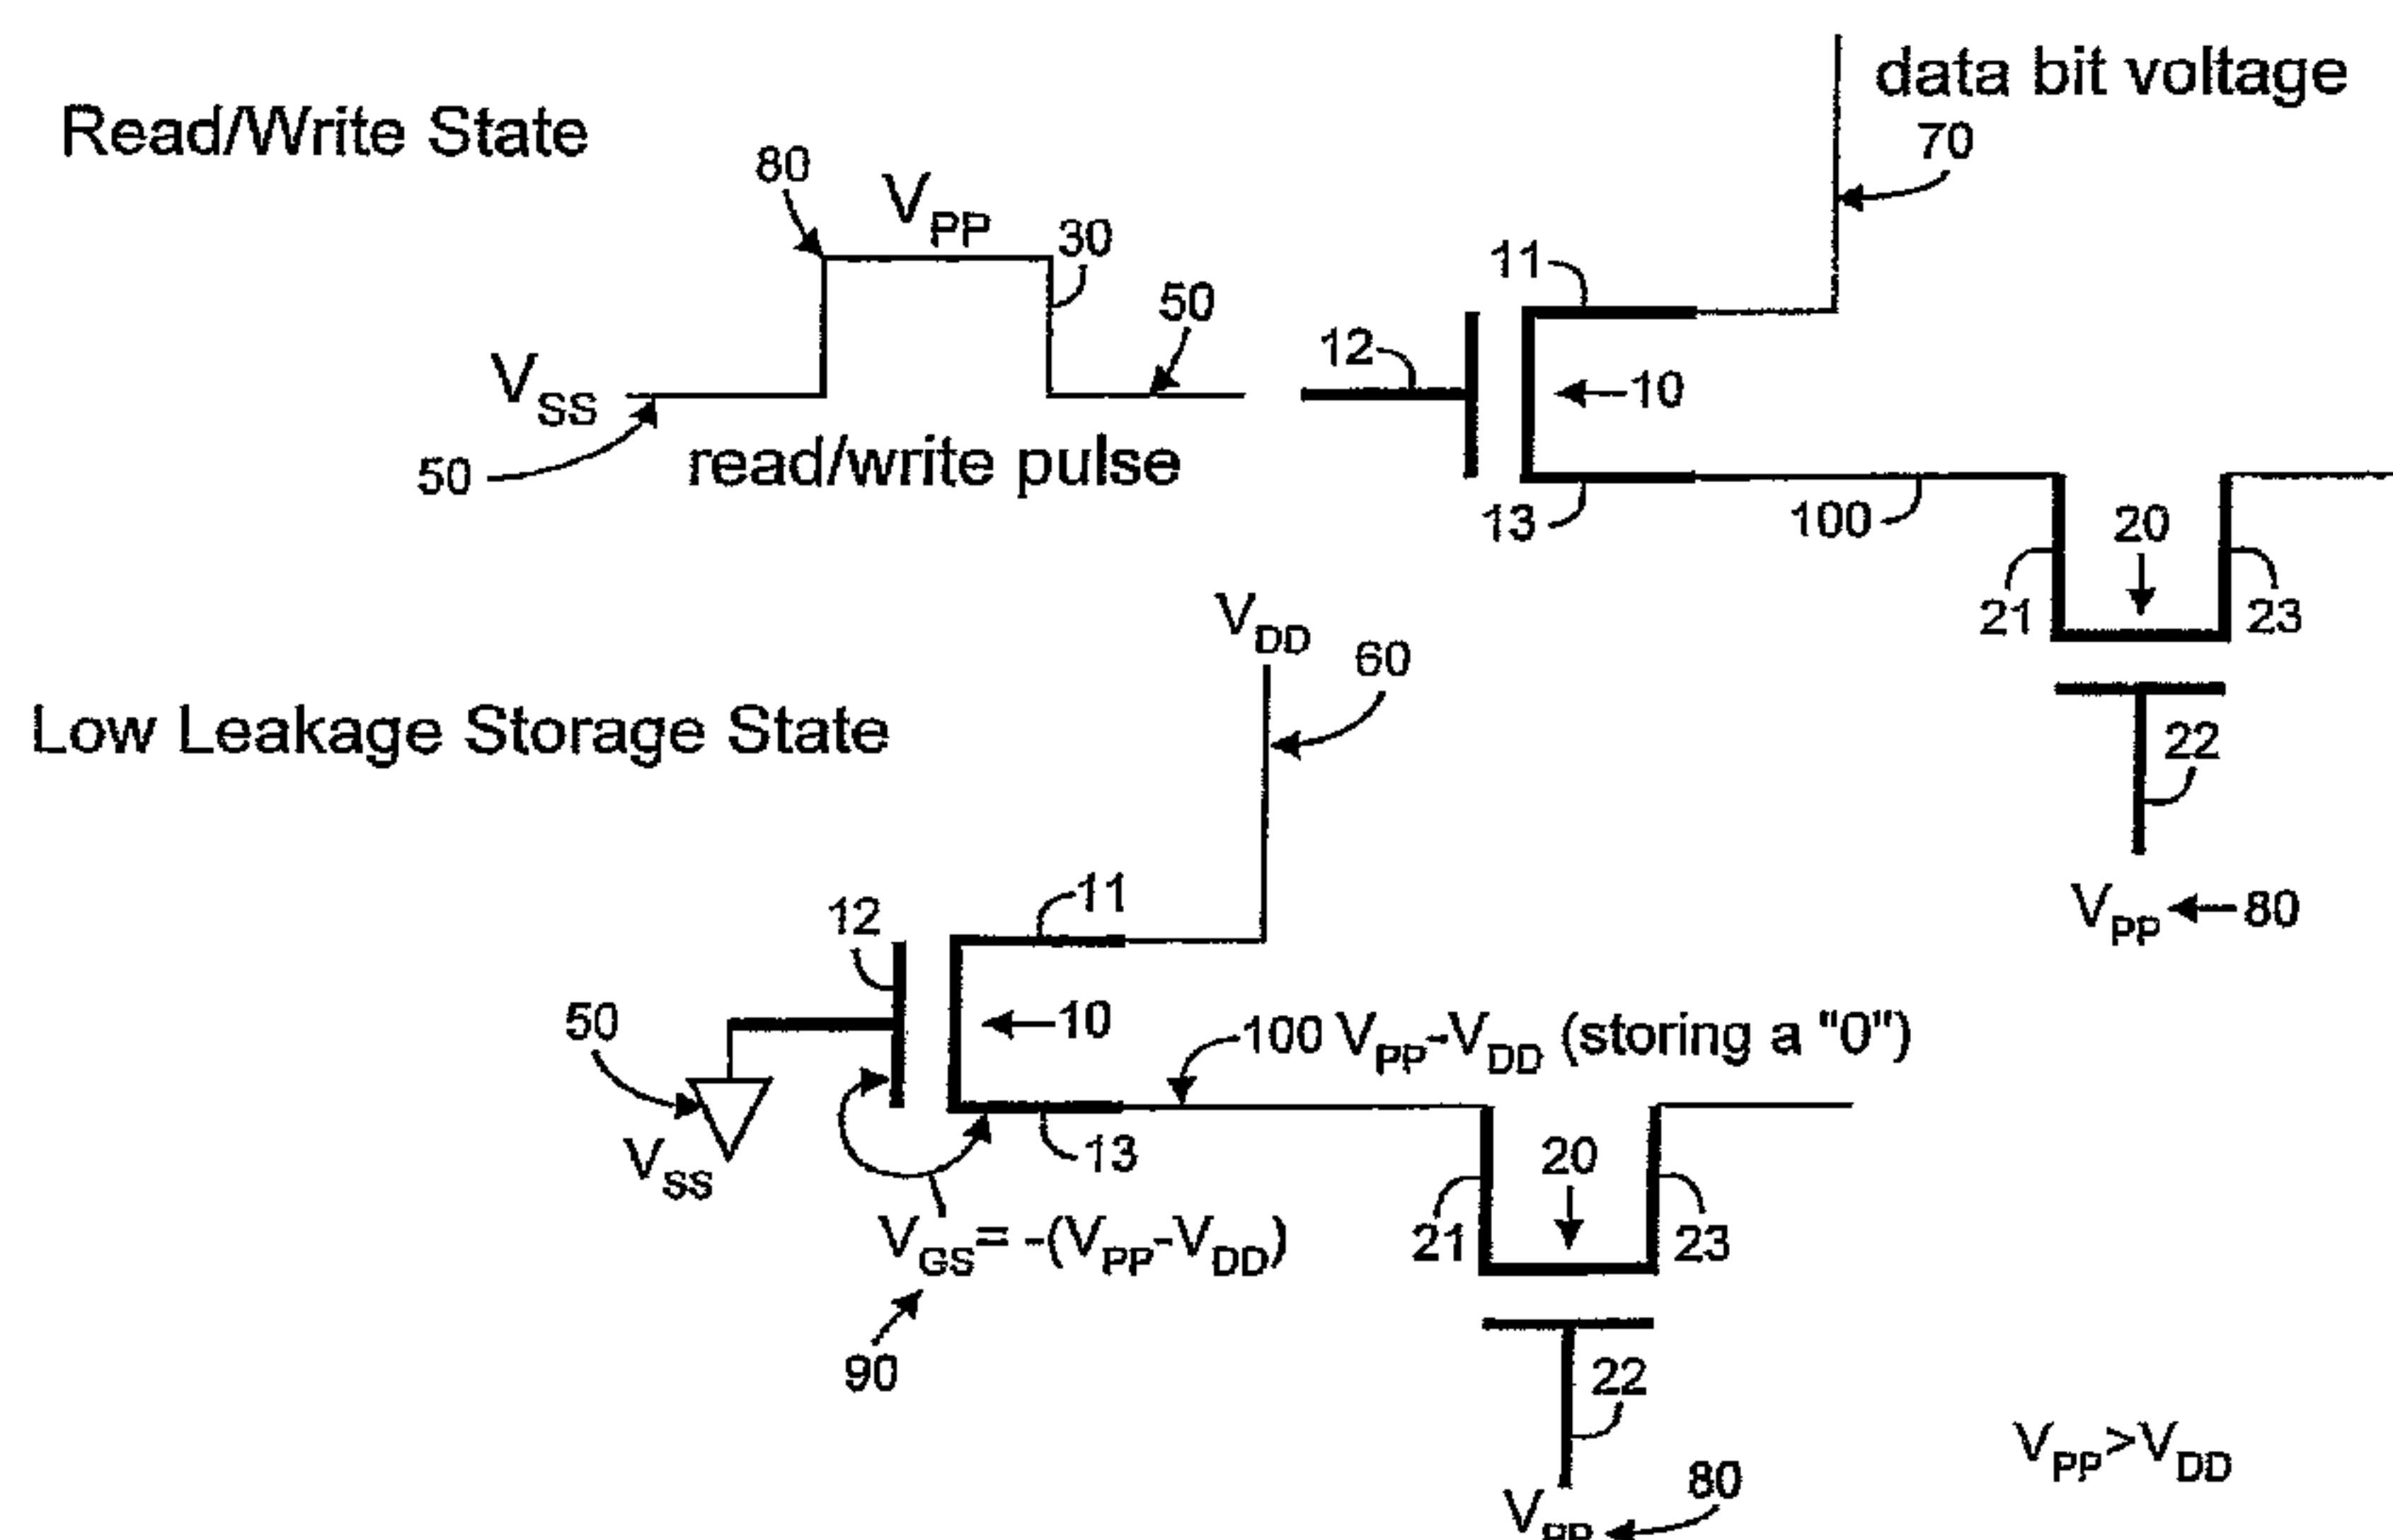 data bit voltage
70
Read/Write State
80
VPP
30
11
50
12
VSS
10
50
read/write pulse
13
100
20
21
23
VDD
60
Low Leakage Storage State
22
VPP
80
12
11
50
10
100 VPP-VDD (storing a "0")
VSS
13
20
21
23
VGS= -(VPP-VDD)
90
22
VPP>VDD
80
VPP